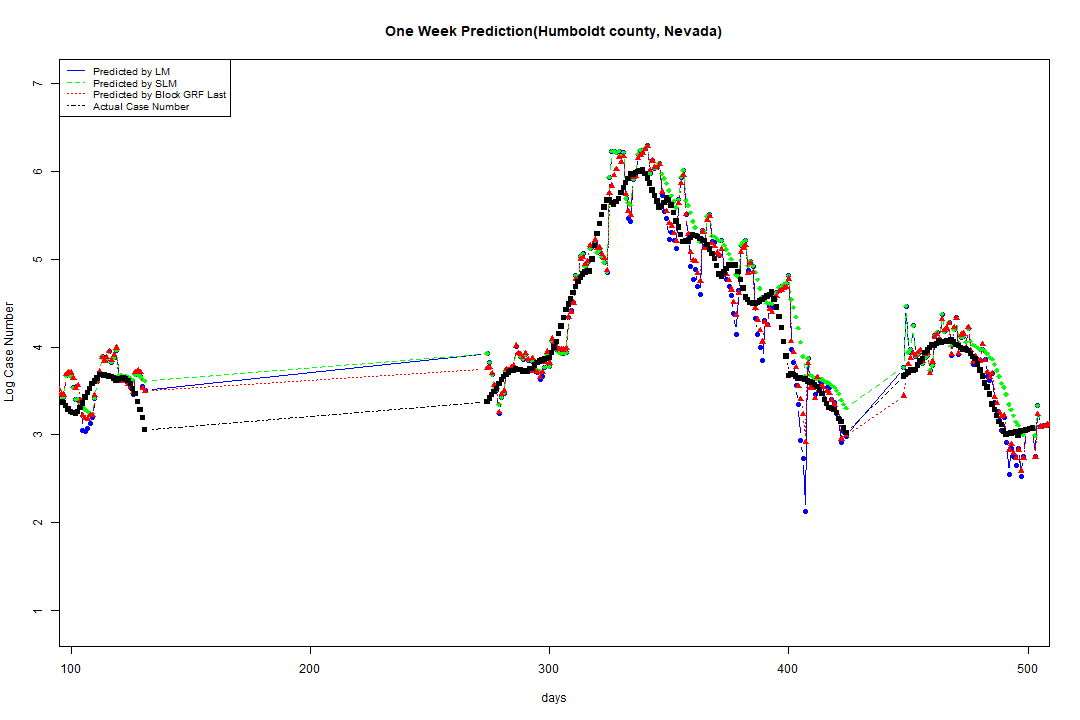 One Week Prediction(Humboldt county, Nevada)
Predicted by LM
Predicted by SLM
Predicted by Block GRF Last
Actual Case Number
Log Case Number
7
6
5
4
3
2
1
100 200 300 400 500
days